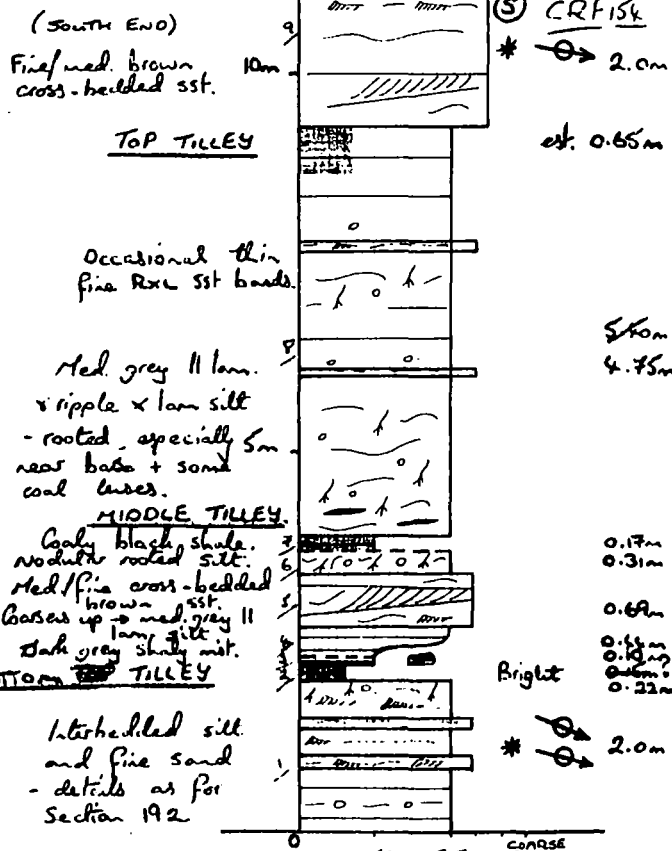 (SOUTH END)
9
⑤ CRF 154
Fine/med. brown
cross-bedded sst.
10m
* 2.0m
TOP TILLEY
est. 0.65m
Occasional thin
fine RxL sst bands.
5.40m
8
4.75m
Med. grey || lam.
& ripple x lam silt
- rooted especially
near base + some
coal lenses.
5m
MIDDLE TILLEY.
Coaly black shale.
7
0.17m
Nodular rooted silt.
6
0.31m
Med/fine cross-bedded
brown sst.
5
0.69m
Coarsens up → med. grey ||
lam silt
4
Dark grey shaly mst.
3
BOTTOM TILLEY
2
Bright
0.22m
Interbedded silt
and fine sand
- details as for
Section 192
1
* 2.0m
0
COARSE